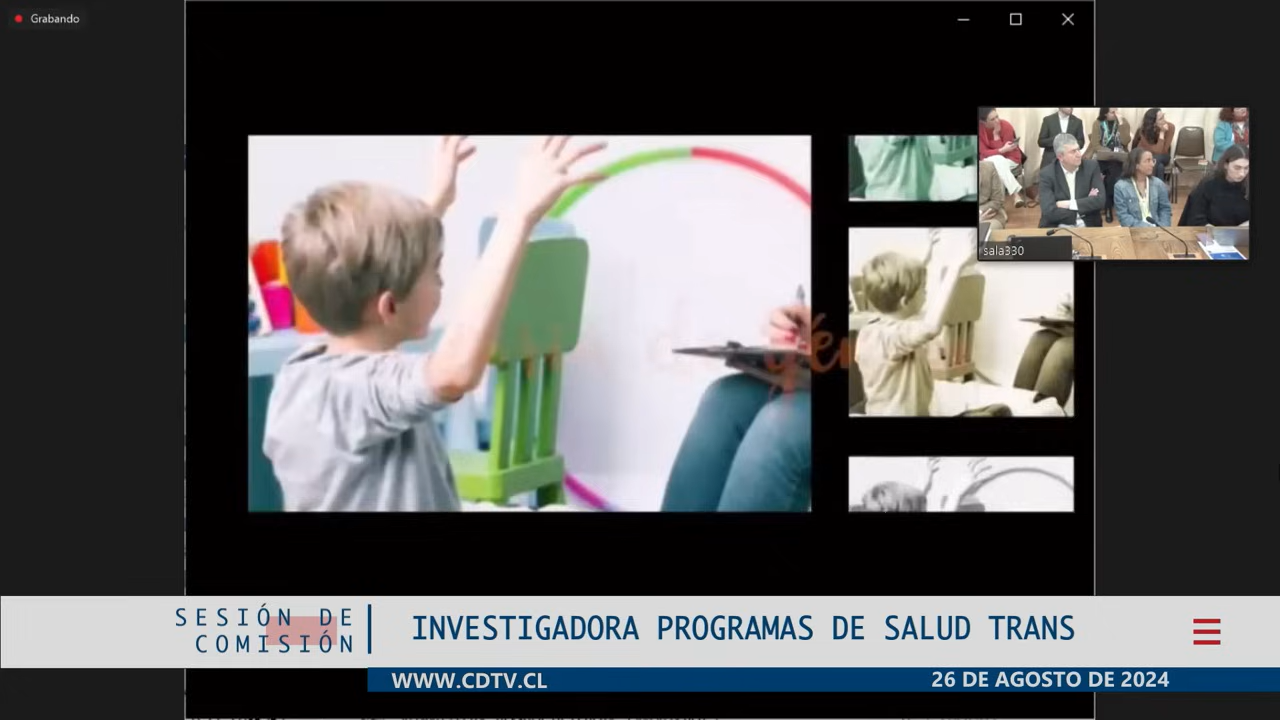 Grabando
sala330
SESIÓN DE
COMISIÓN
INVESTIGADORA PROGRAMAS DE SALUD TRANS
WWW.CDTV.CL
26 DE AGOSTO DE 2024